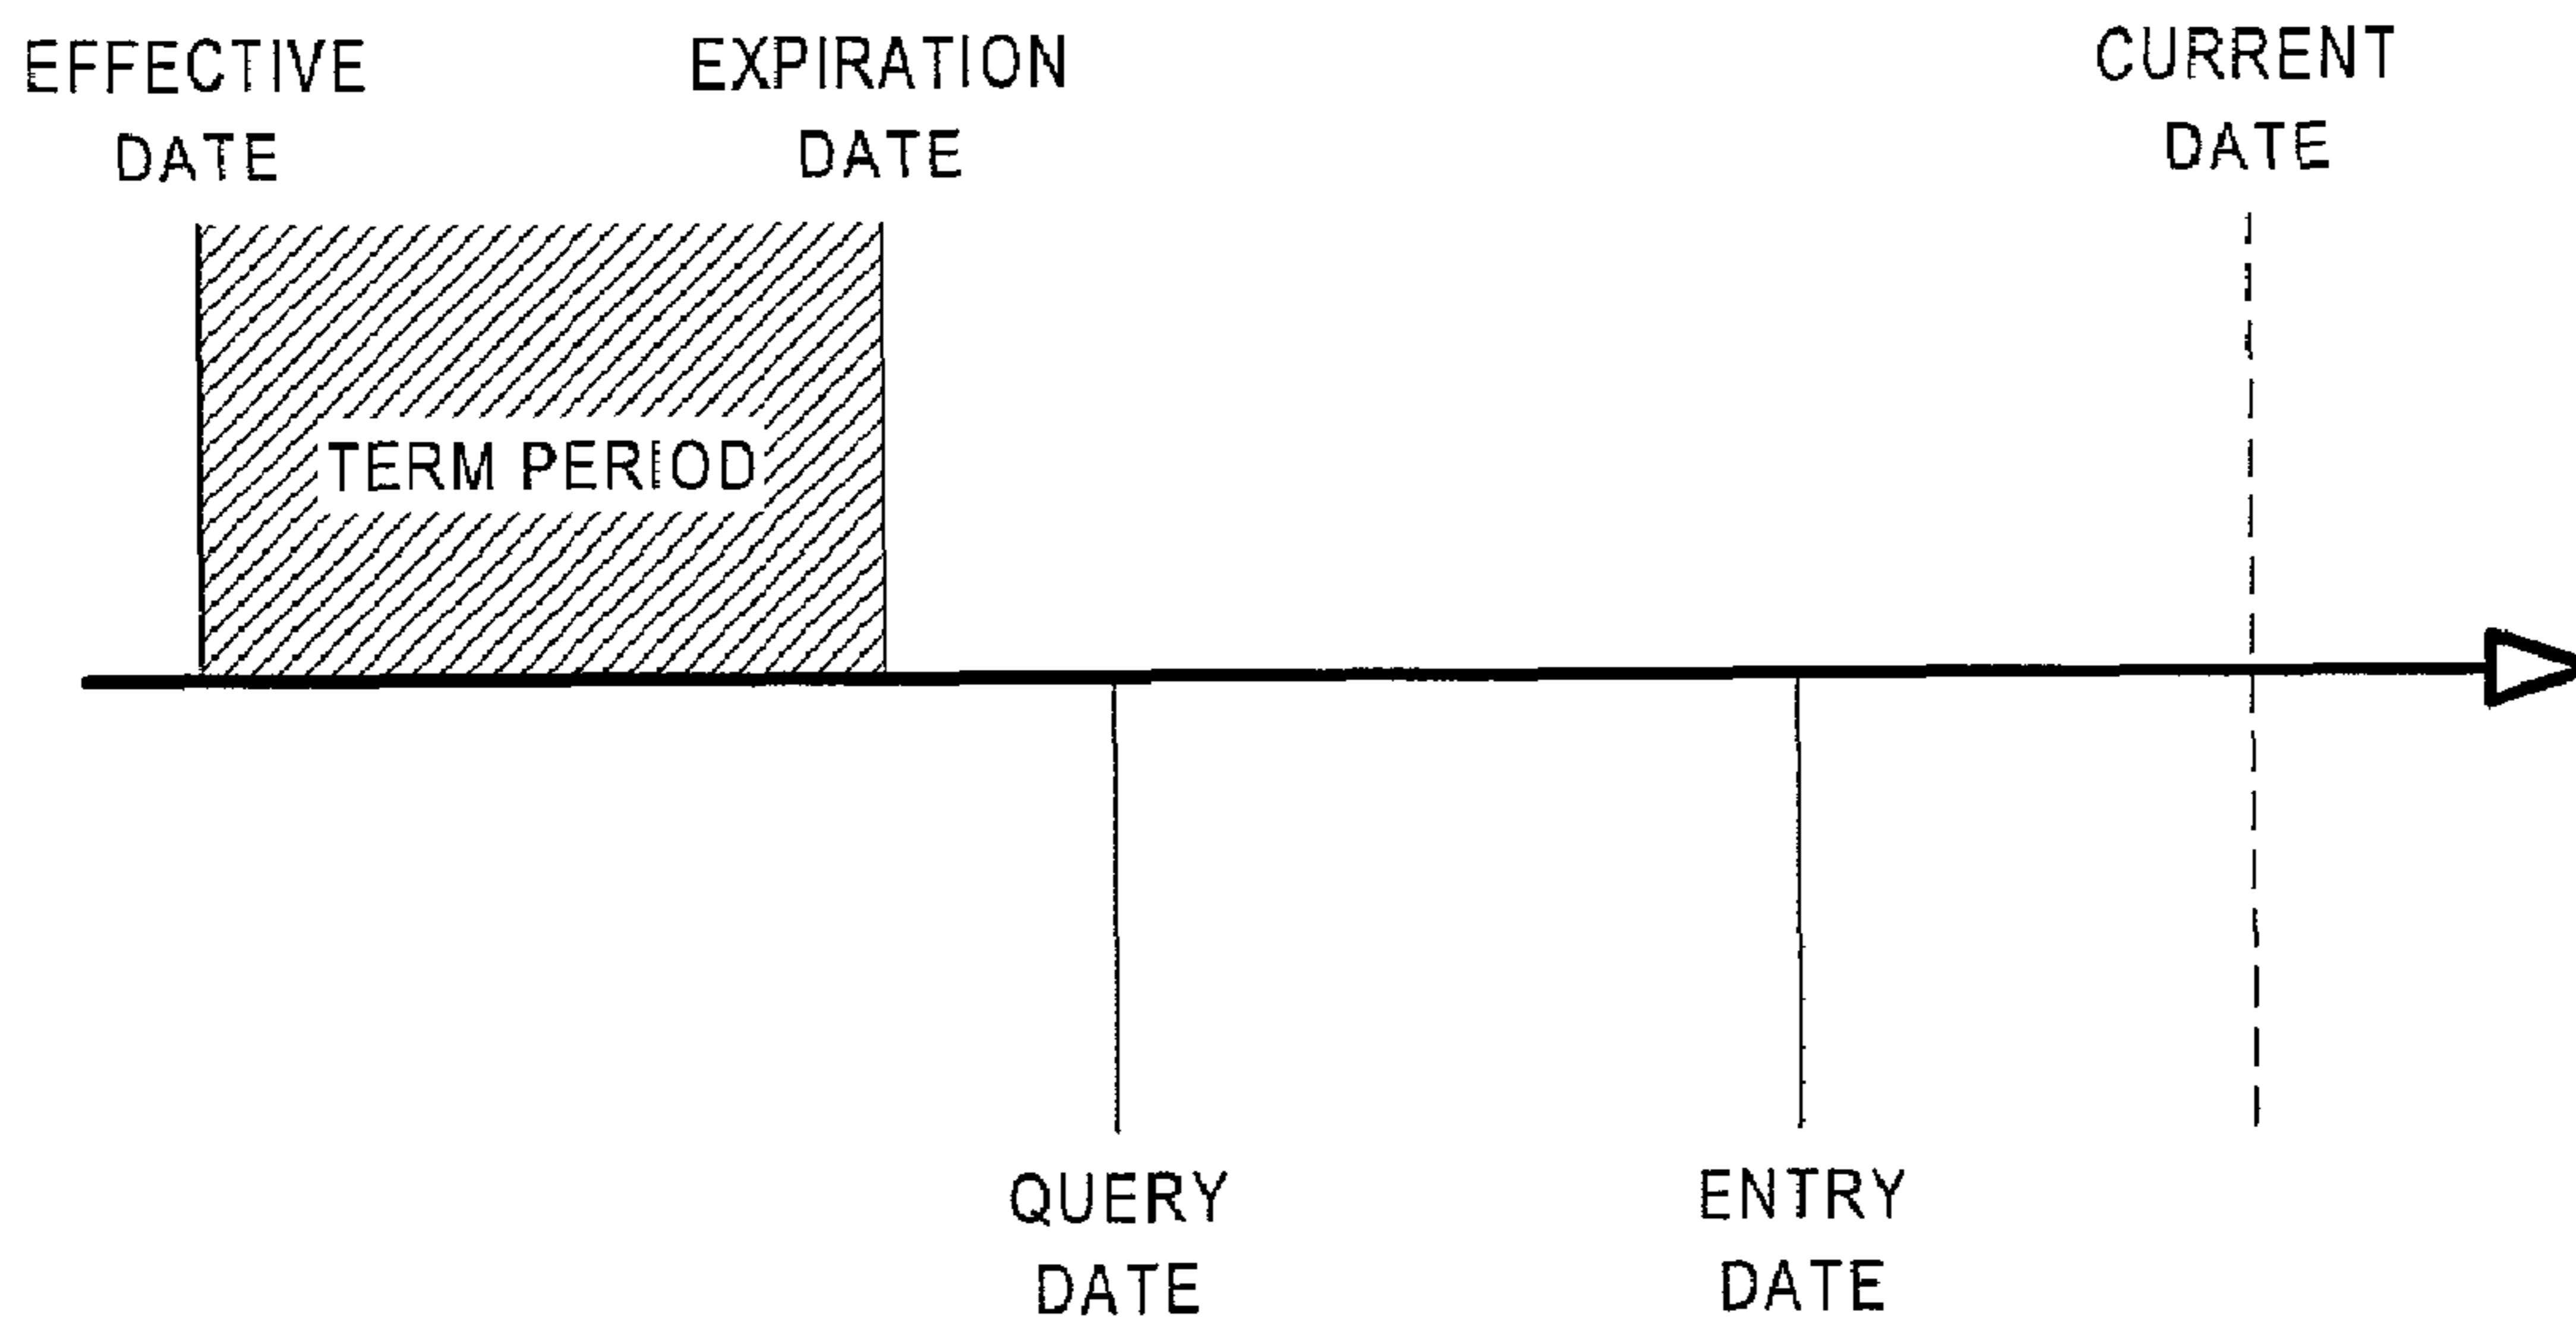 EFFECTIVE
DATE
EXPIRATION
DATE
CURRENT
DATE
TERM PERIOD
QUERY
DATE
ENTRY
DATE